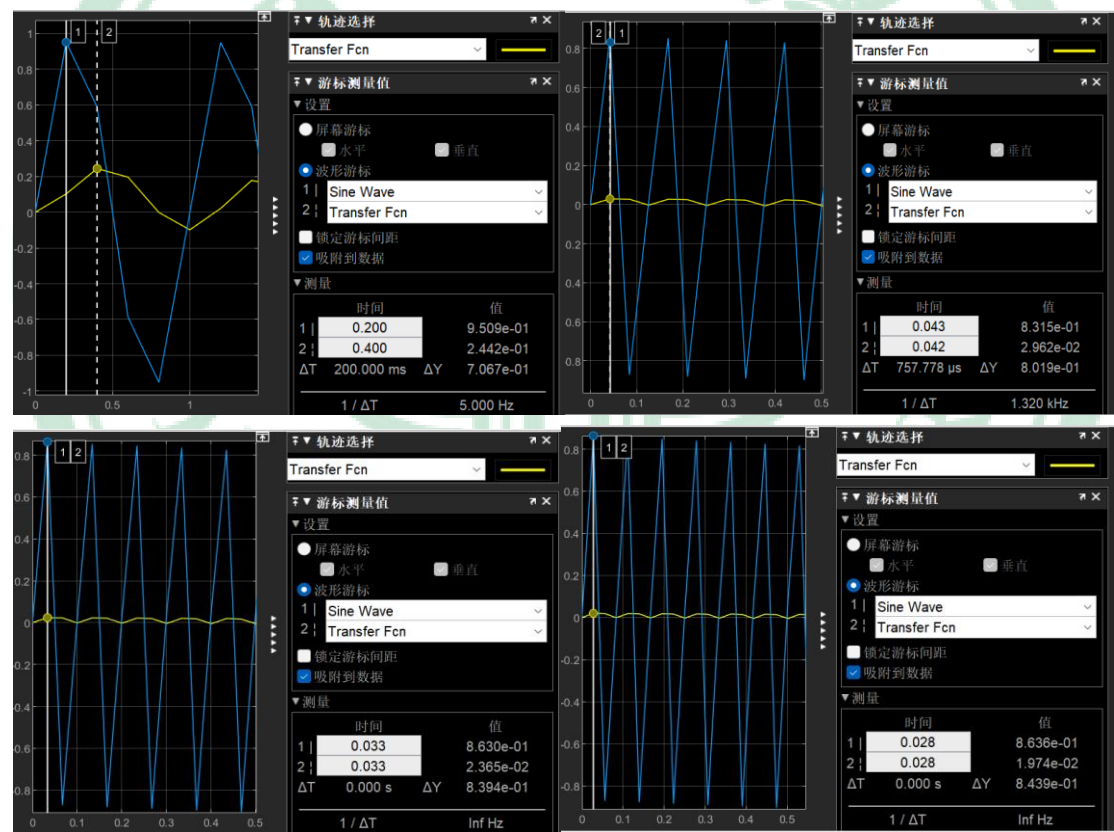 1
2
1
0.8
0.6
0.4
0.2
0
-0.2
-0.4
-0.6
-0.8
-1
0
0.5
1
轨迹选择
Transfer Fcn
游标测量值
设置
屏幕游标
水平
垂直
波形游标
1 Sine Wave
2 Transfer Fcn
锁定游标间距
吸附到数据
测量
时间 值
1 0.200 9.509e-01
2 0.400 2.442e-01
ΔT 200.000 ms ΔY 7.067e-01
1 / ΔT 5.000 Hz
2
1
0.8
0.6
0.4
0.2
0
0.2
0.4
0.6
0.8
0
0.1
0.2
0.3
0.4
0.5
轨迹选择
Transfer Fcn
游标测量值
设置
屏幕游标
水平
垂直
波形游标
1 Sine Wave
2 Transfer Fcn
锁定游标间距
吸附到数据
测量
时间 值
1 0.043 8.315e-01
2 0.042 2.962e-02
ΔT 757.778 µs ΔY 8.019e-01
1 / ΔT 1.320 kHz
1
2
0.8
0.6
0.4
0.2
0
-0.2
-0.4
-0.6
-0.8
0
0.1
0.2
0.3
0.4
0.5
轨迹选择
Transfer Fcn
游标测量值
设置
屏幕游标
水平
垂直
波形游标
1 Sine Wave
2 Transfer Fcn
锁定游标间距
吸附到数据
测量
时间 值
1 0.033 8.630e-01
2 0.033 2.365e-02
ΔT 0.000 s ΔY 8.394e-01
1 / ΔT Inf Hz
1
2
0.8
0.6
0.4
0.2
0
-0.2
-0.4
-0.6
-0.8
0
0.1
0.2
0.3
0.4
0.5
轨迹选择
Transfer Fcn
游标测量值
设置
屏幕游标
水平
垂直
波形游标
1 Sine Wave
2 Transfer Fcn
锁定游标间距
吸附到数据
测量
时间 值
1 0.028 8.636e-01
2 0.028 1.974e-02
ΔT 0.000 s ΔY 8.439e-01
1 / ΔT Inf Hz